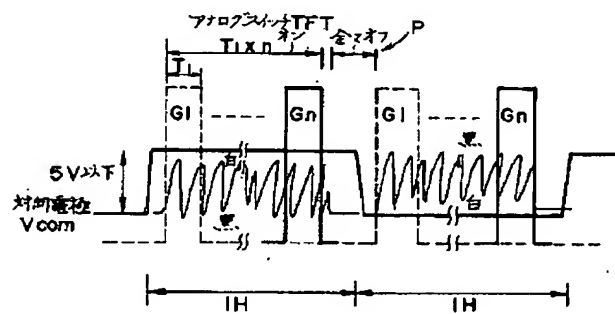 アナログスイッチTFT
オン 全てオフ P
T1×n
T1
G1 Gn G1 Gn
黒
白
5V以下
白
対向電極
Vcom
黒
1H 1H